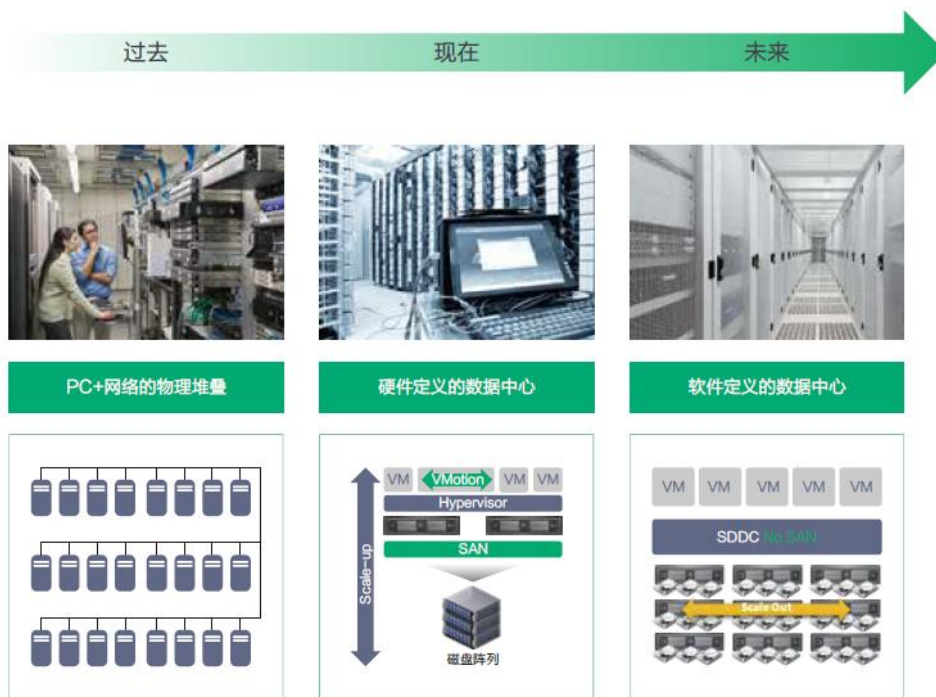 过去
现在
未来
PC+网络的物理堆叠
硬件定义的数据中心
软件定义的数据中心
VM
VMotion
VM
VM
Hypervisor
SAN
Scale-up
磁盘阵列
VM
VM
VM
VM
VM
SDDC No SAN
Scale Out